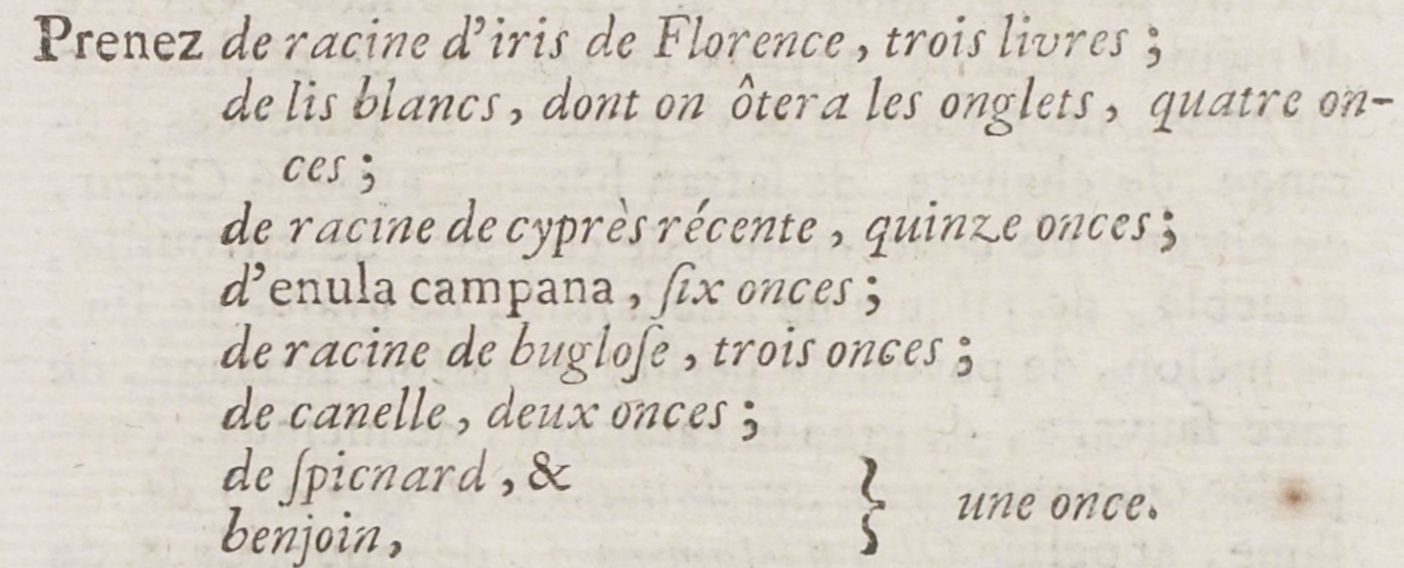 Prenez de racine d'iris de Florence, trois livres ;
de lis blancs, dont on ôtera les onglets, quatre on-
ces ;
de racine de cyprès récente, quinze onces ;
d'enula campana, ſix onces ;
de racine de bugloſe, trois onces ;
de canelle, deux onces ;
de ſpicnard, &
benjoin,
} une once.